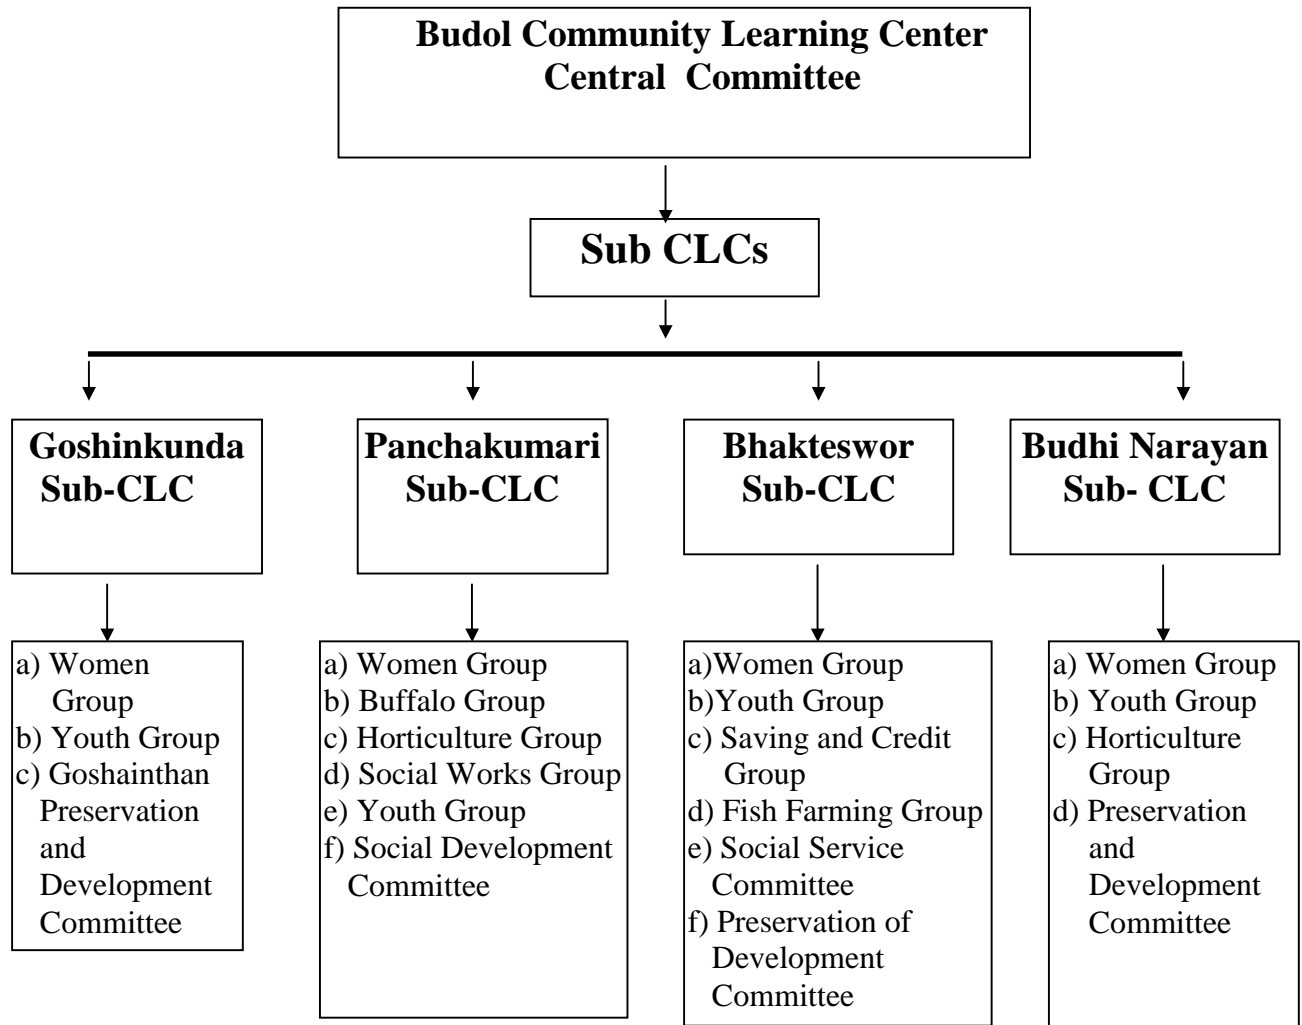 Budol Community Learning Center
Central Committee
Sub CLCs
Goshinkunda
Sub-CLC
Panchakumari
Sub-CLC
Bhakteswor
Sub-CLC
Budhi Narayan
Sub- CLC
a) Women
Group
b) Youth Group
c) Goshainthan
Preservation
and
Development
Committee
a) Women Group
b) Buffalo Group
c) Horticulture Group
d) Social Works Group
e) Youth Group
f) Social Development
Committee
a)Women Group
b)Youth Group
c) Saving and Credit
Group
d) Fish Farming Group
e) Social Service
Committee
f) Preservation of
Development
Committee
a) Women Group
b) Youth Group
c) Horticulture
Group
d) Preservation
and
Development
Committee